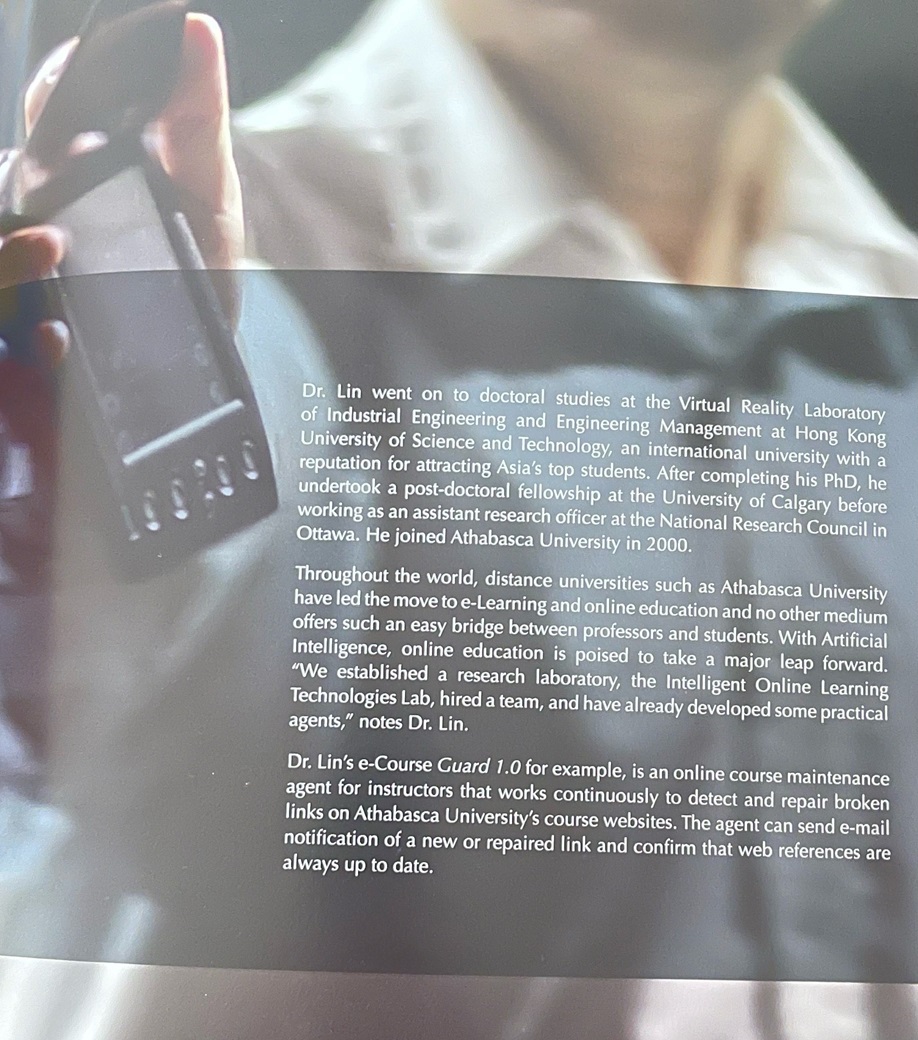 Dr. Lin went on to doctoral studies at the Virtual Reality Laboratory
of Industrial Engineering and Engineering Management at Hong Kong
University of Science and Technology, an international university with a
reputation for attracting Asia's top students. After completing his PhD, he
undertook a post-doctoral fellowship at the University of Calgary before
working as an assistant research officer at the National Research Council in
Ottawa. He joined Athabasca University in 2000.
Throughout the world, distance universities such as Athabasca University
have led the move to e-Learning and online education and no other medium
offers such an easy bridge between professors and students. With Artificial
Intelligence, online education is poised to take a major leap forward.
“We established a research laboratory, the Intelligent Online Learning
Technologies Lab, hired a team, and have already developed some practical
agents,” notes Dr. Lin.
Dr. Lin's e-Course Guard 1.0 for example, is an online course maintenance
agent for instructors that works continuously to detect and repair broken
links on Athabasca University's course websites. The agent can send e-mail
notification of a new or repaired link and confirm that web references are
always up to date.